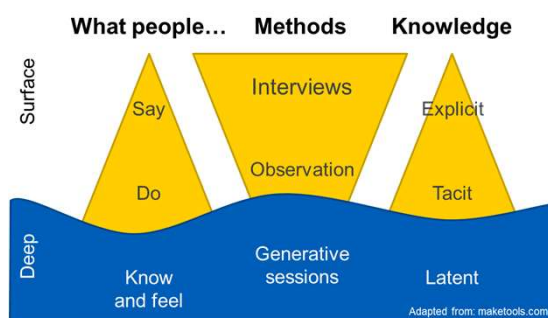 What people…
Methods
Knowledge
Surface
Interviews
Say
Explicit
Observation
Do
Tacit
Deep
Generative
sessions
Know
and feel
Latent
Adapted from: maketools.com